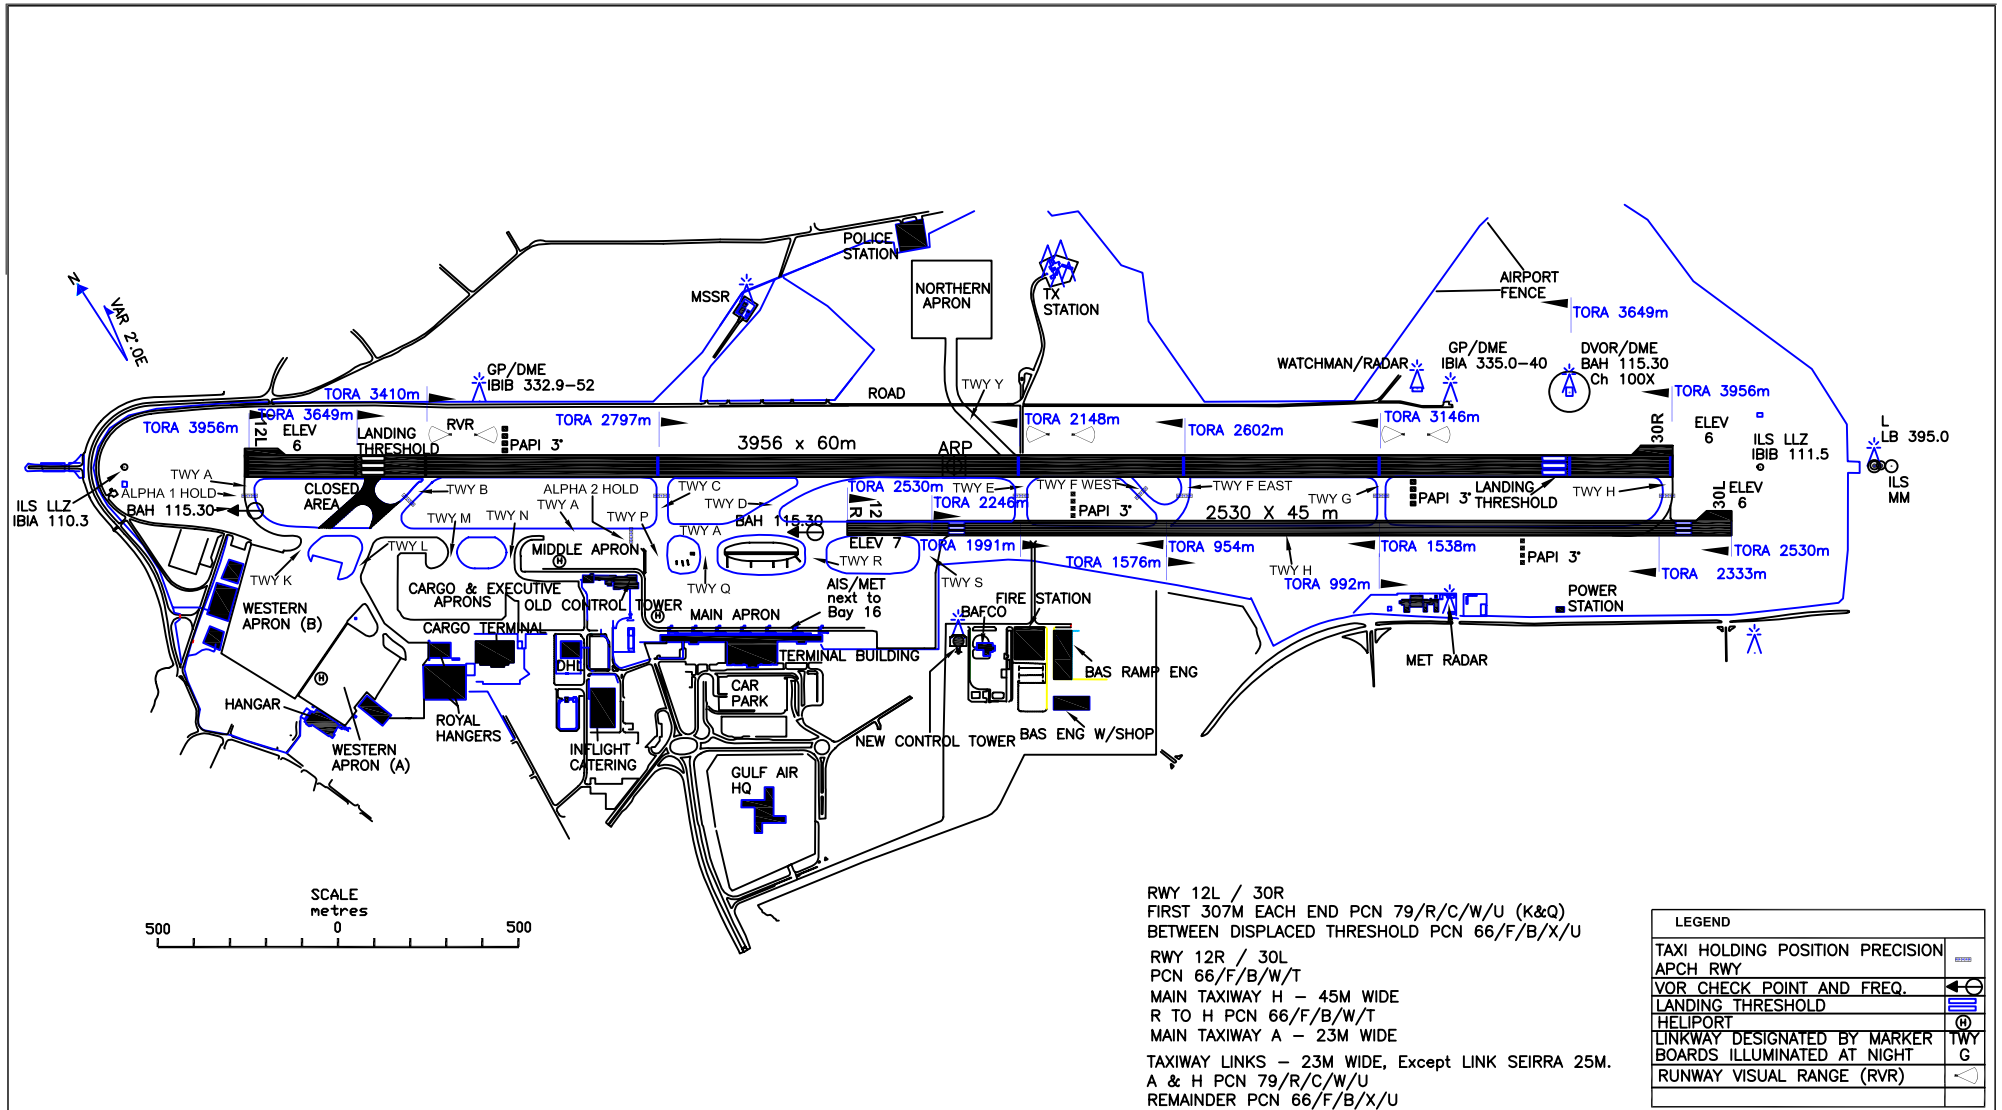 POLICE
STATION
NORTHERN
APRON
TX
STATION
MSSR
AIRPORT
FENCE
TORA 3649m
N
VAR 2°.0E
GP/DME
IBIB 332.9-52
TORA 3410m
ROAD
TWY Y
WATCHMAN/RADAR
GP/DME
IBIA 335.0-40
DVOR/DME
BAH 115.30
Ch 100X
TORA 3956m
TORA 3956m
TORA 3649m
12L
ELEV
6
LANDING
THRESHOLD
RVR
PAPI 3°
TORA 2797m
3956 x 60m
ARP
TORA 2148m
TORA 2602m
TORA 3146m
30R
ELEV
6
ILS LLZ
IBIB 111.5
L
LB 395.0
ILS
MM
TWY A
ALPHA 1 HOLD
BAH 115.30
ILS LLZ
IBIA 110.3
CLOSED
AREA
TWY B
ALPHA 2 HOLD
TWY A
TWY C
TWY D
TORA 2530m
TWY E
TWY F WEST
TWY F EAST
TWY G
PAPI 3°
LANDING
THRESHOLD
TWY H
30L
ELEV
6
TWY M
TWY N
TWY P
TWY A
BAH 115.30
12
R
TORA 2246m
PAPI 3°
2530 X 45 m
TWY L
TWY K
MIDDLE APRON
TWY Q
TWY R
ELEV 7
TORA 1991m
TORA 1576m
TORA 954m
TWY H
TORA 1538m
TORA 992m
PAPI 3°
TORA 2530m
TORA 2333m
WESTERN
APRON (B)
CARGO & EXECUTIVE
APRONS
OLD CONTROL TOWER
MAIN APRON
AIS/MET
next to
Bay 16
TWY S
BAFCO
FIRE STATION
POWER
STATION
CARGO TERMINAL
DHL
TERMINAL BUILDING
BAS RAMP ENG
MET RADAR
HANGAR
WESTERN
APRON (A)
ROYAL
HANGERS
INFLIGHT
CATERING
CAR
PARK
NEW CONTROL TOWER
BAS ENG W/SHOP
GULF AIR
HQ
SCALE
metres
500 0 500
RWY 12L / 30R
FIRST 307M EACH END PCN 79/R/C/W/U (K&Q)
BETWEEN DISPLACED THRESHOLD PCN 66/F/B/X/U
RWY 12R / 30L
PCN 66/F/B/W/T
MAIN TAXIWAY H - 45M WIDE
R TO H PCN 66/F/B/W/T
MAIN TAXIWAY A - 23M WIDE
TAXIWAY LINKS - 23M WIDE, Except LINK SEIRRA 25M.
A & H PCN 79/R/C/W/U
REMAINDER PCN 66/F/B/X/U
LEGEND
TAXI HOLDING POSITION PRECISION
APCH RWY
VOR CHECK POINT AND FREQ.
LANDING THRESHOLD
HELIPORT
H
LINKWAY DESIGNATED BY MARKER TWY
BOARDS ILLUMINATED AT NIGHT G
RUNWAY VISUAL RANGE (RVR)